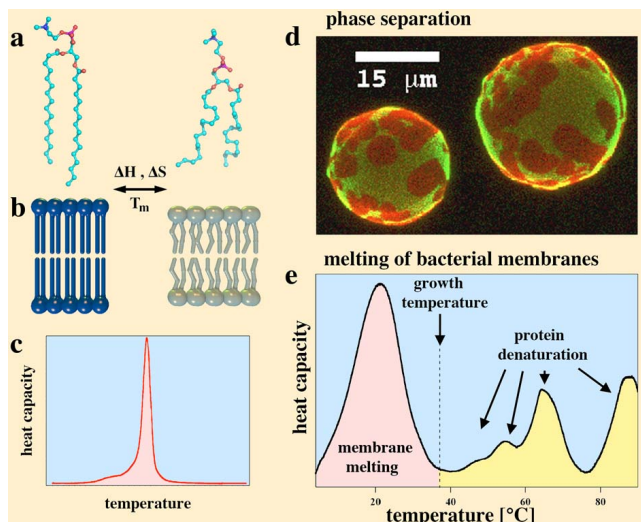 phase separation
a
d
15 μm
ΔH , ΔS
Tm
b
melting of bacterial membranes
e
growth
temperature
protein
denaturation
heat capacity
membrane
melting
20 40 60 80
temperature [°C]
c
heat capacity
temperature